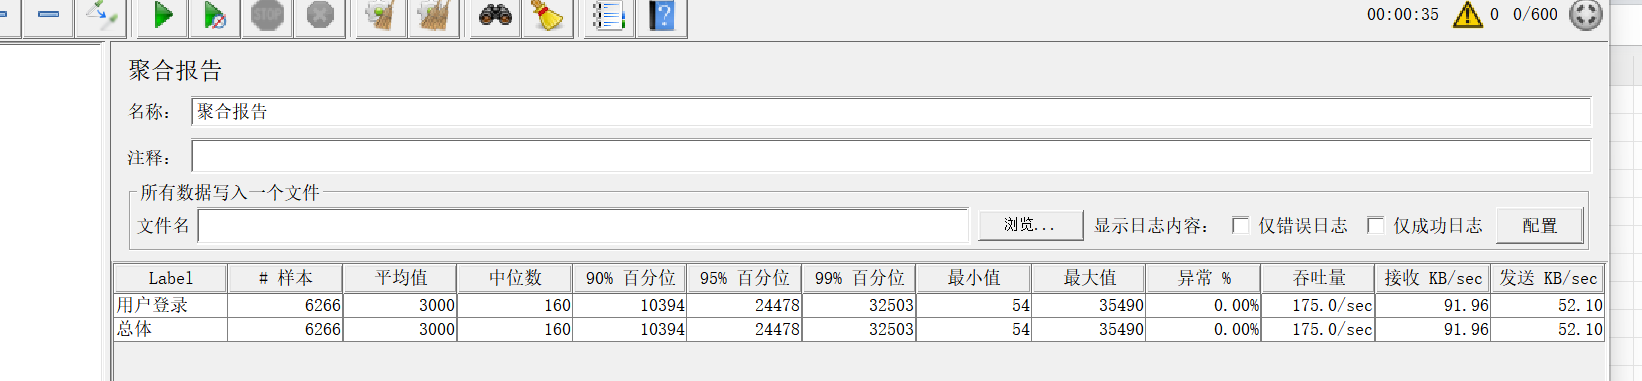 STOP
?
00:00:35 0 0/600
聚合报告
名称： 聚合报告
注释：
所有数据写入一个文件
文件名 浏览... 显示日志内容： 仅错误日志 仅成功日志 配置
Label # 样本 平均值 中位数 90% 百分位 95% 百分位 99% 百分位 最小值 最大值 异常 % 吞吐量 接收 KB/sec 发送 KB/sec
用户登录 6266 3000 160 10394 24478 32503 54 35490 0.00% 175.0/sec 91.96 52.10
总体 6266 3000 160 10394 24478 32503 54 35490 0.00% 175.0/sec 91.96 52.10